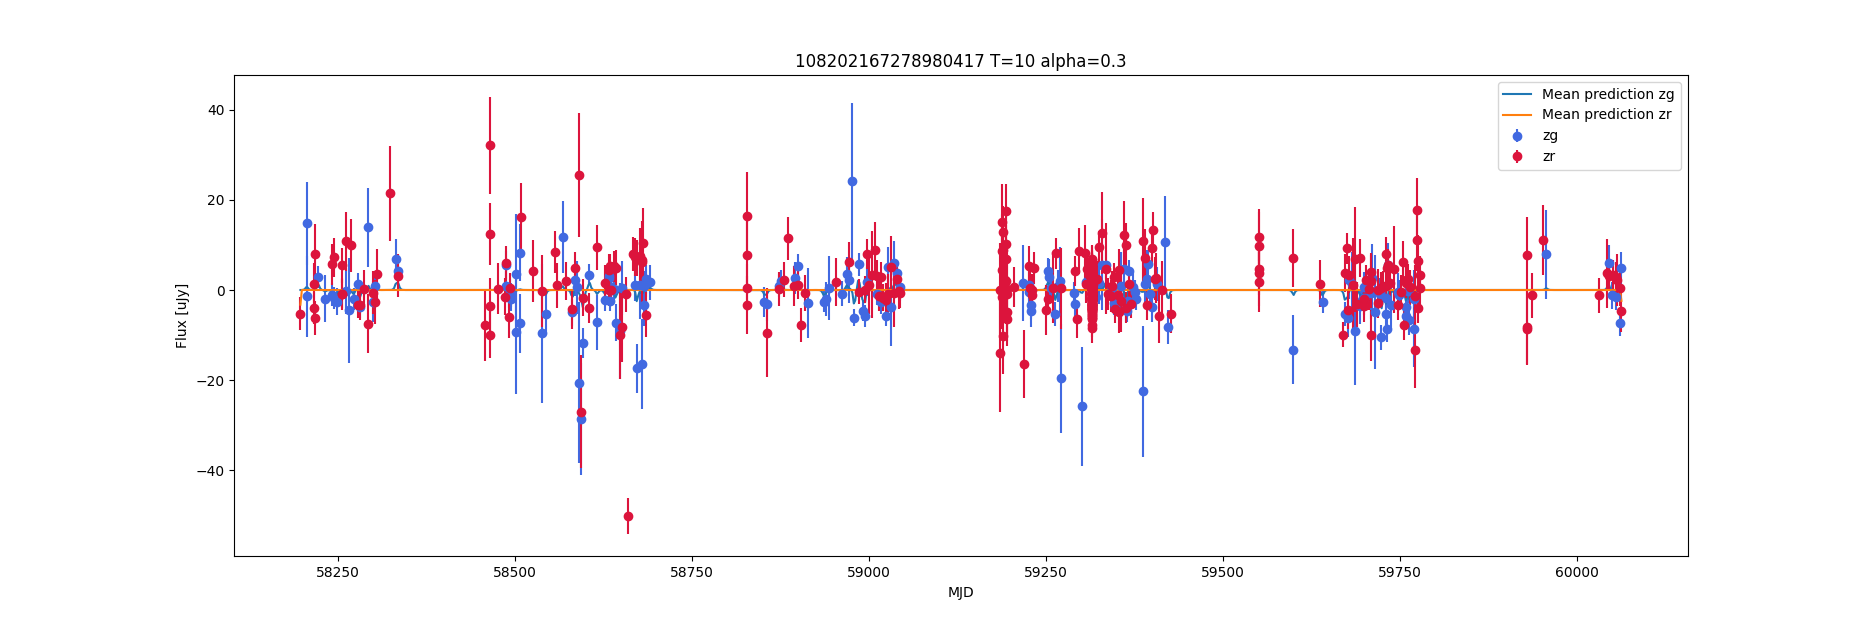 108202167278980417 T=10 alpha=0.3
Mean prediction zg
Mean prediction zr
zg
zr
40
20
0
−20
−40
Flux [uJy]
58250 58500 58750 59000 59250 59500 59750 60000
MJD